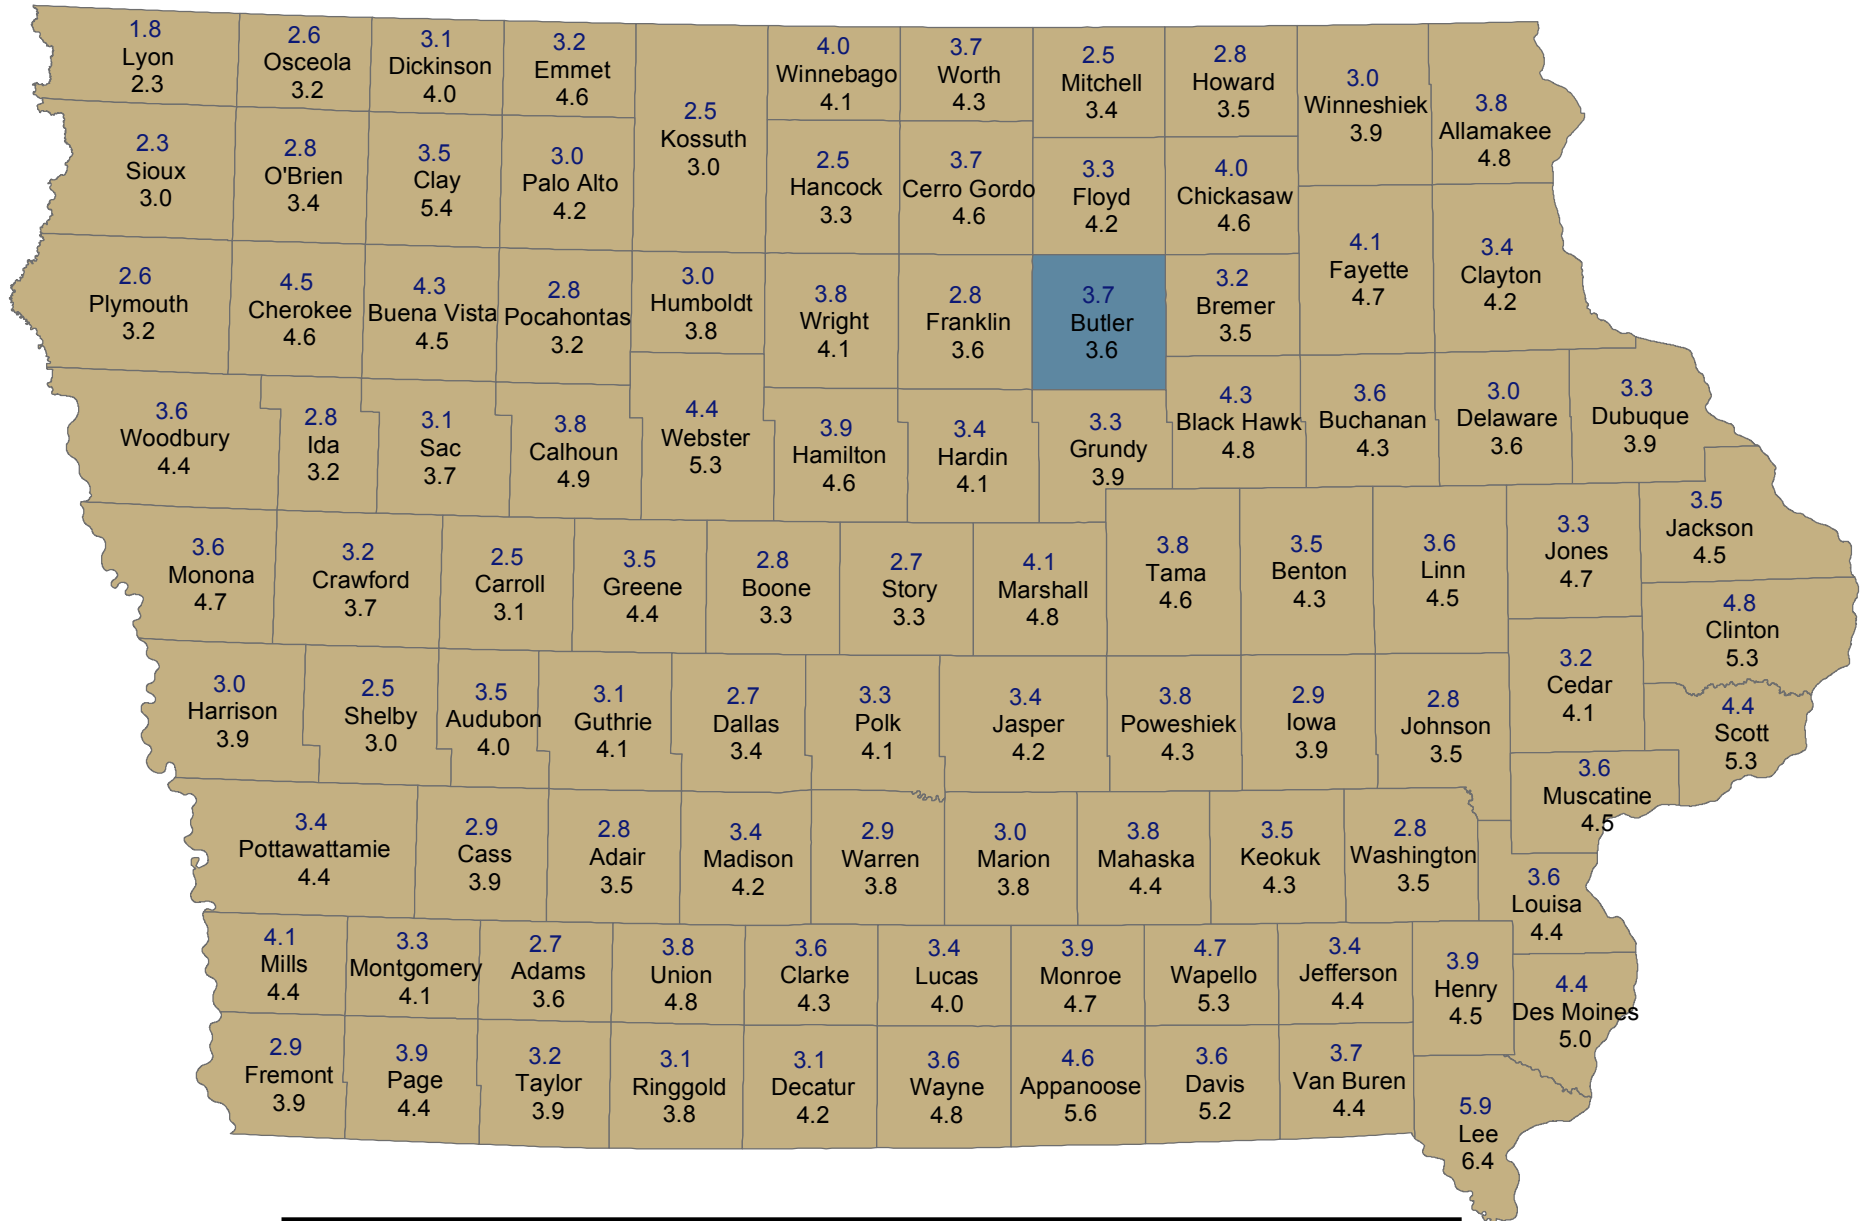 1.8
Lyon
2.3
2.6
Osceola
3.2
3.1
Dickinson
4.0
3.2
Emmet
4.6
2.5
Kossuth
3.0
4.0
Winnebago
4.1
3.7
Worth
4.3
2.5
Mitchell
3.4
2.8
Howard
3.5
3.0
Winneshiek
3.9
3.8
Allamakee
4.8
2.3
Sioux
3.0
2.8
O'Brien
3.4
3.5
Clay
5.4
3.0
Palo Alto
4.2
2.5
Hancock
3.3
3.7
Cerro Gordo
4.6
3.3
Floyd
4.2
4.0
Chickasaw
4.6
4.1
Fayette
4.7
3.4
Clayton
4.2
2.6
Plymouth
3.2
4.5
Cherokee
4.6
4.3
Buena Vista
4.5
2.8
Pocahontas
3.2
3.0
Humboldt
3.8
3.8
Wright
4.1
2.8
Franklin
3.6
3.7
Butler
3.6
3.2
Bremer
3.5
3.6
Woodbury
4.4
2.8
Ida
3.2
3.1
Sac
3.7
3.8
Calhoun
4.9
4.4
Webster
5.3
3.9
Hamilton
4.6
3.4
Hardin
4.1
3.3
Grundy
3.9
4.3
Black Hawk
4.8
3.6
Buchanan
4.3
3.0
Delaware
3.6
3.3
Dubuque
3.9
3.6
Monona
4.7
3.2
Crawford
3.7
2.5
Carroll
3.1
3.5
Greene
4.4
2.8
Boone
3.3
2.7
Story
3.3
4.1
Marshall
4.8
3.8
Tama
4.6
3.5
Benton
4.3
3.6
Linn
4.5
3.3
Jones
4.7
3.5
Jackson
4.5
4.8
Clinton
5.3
3.0
Harrison
3.9
2.5
Shelby
3.0
3.5
Audubon
4.0
3.1
Guthrie
4.1
2.7
Dallas
3.4
3.3
Polk
4.1
3.4
Jasper
4.2
3.8
Poweshiek
4.3
2.9
Iowa
3.9
2.8
Johnson
3.5
3.2
Cedar
4.1
4.4
Scott
5.3
3.6
Muscatine
4.5
3.4
Pottawattamie
4.4
2.9
Cass
3.9
2.8
Adair
3.5
3.4
Madison
4.2
2.9
Warren
3.8
3.0
Marion
3.8
3.8
Mahaska
4.4
3.5
Keokuk
4.3
2.8
Washington
3.5
3.6
Louisa
4.4
4.1
Mills
4.4
3.3
Montgomery
4.1
2.7
Adams
3.6
3.8
Union
4.8
3.6
Clarke
4.3
3.4
Lucas
4.0
3.9
Monroe
4.7
4.7
Wapello
5.3
3.4
Jefferson
4.4
3.9
Henry
4.5
4.4
Des Moines
5.0
2.9
Fremont
3.9
3.9
Page
4.4
3.2
Taylor
3.9
3.1
Ringgold
3.8
3.1
Decatur
4.2
3.6
Wayne
4.8
4.6
Appanoose
5.6
3.6
Davis
5.2
3.7
Van Buren
4.4
5.9
Lee
6.4